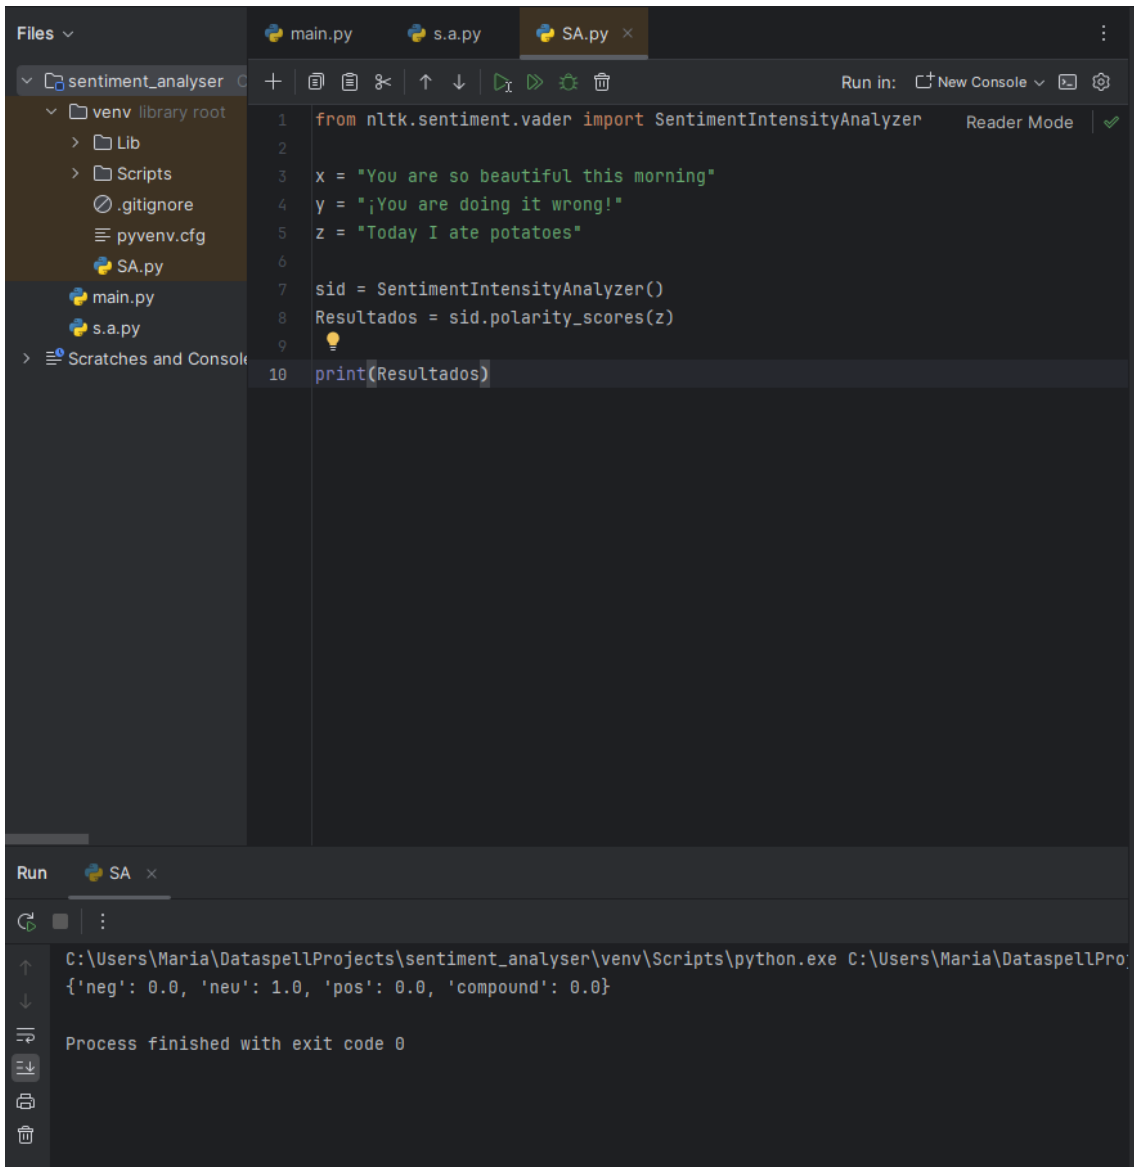 Files
main.py s.a.py SA.py
sentiment_analyser
Run in: New Console
venv library root
Lib
Scripts
.gitignore
pyvenv.cfg
SA.py
main.py
s.a.py
Scratches and Console
Reader Mode
1 from nltk.sentiment.vader import SentimentIntensityAnalyzer
2
3 x = "You are so beautiful this morning"
4 y = "¡You are doing it wrong!"
5 z = "Today I ate potatoes"
6
7 sid = SentimentIntensityAnalyzer()
8 Resultados = sid.polarity_scores(z)
9
10 print(Resultados)
Run SA
C:\Users\Maria\DataspellProjects\sentiment_analyser\venv\Scripts\python.exe C:\Users\Maria\DataspellProj
{'neg': 0.0, 'neu': 1.0, 'pos': 0.0, 'compound': 0.0}
Process finished with exit code 0